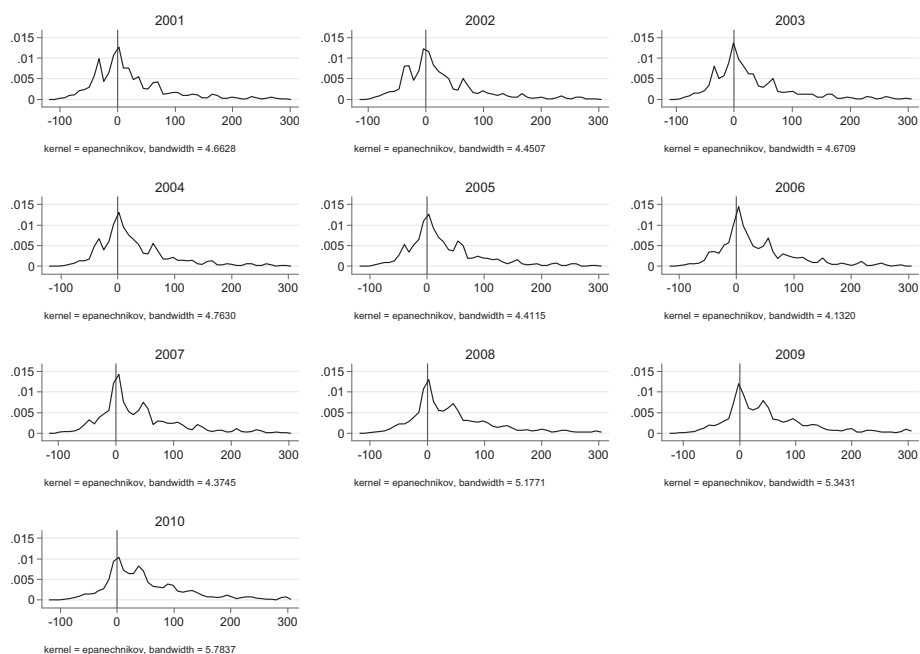 2001 2002 2003
.015 .015 .015
.01 .01 .01
.005 .005 .005
0 0 0
-100 0 100 200 300 -100 0 100 200 300 -100 0 100 200 300
kernel = epanechnikov, bandwidth = 4.6628 kernel = epanechnikov, bandwidth = 4.4507 kernel = epanechnikov, bandwidth = 4.6709
2004 2005 2006
.015 .015 .015
.01 .01 .01
.005 .005 .005
0 0 0
-100 0 100 200 300 -100 0 100 200 300 -100 0 100 200 300
kernel = epanechnikov, bandwidth = 4.7630 kernel = epanechnikov, bandwidth = 4.4115 kernel = epanechnikov, bandwidth = 4.1320
2007 2008 2009
.015 .015 .015
.01 .01 .01
.005 .005 .005
0 0 0
-100 0 100 200 300 -100 0 100 200 300 -100 0 100 200 300
kernel = epanechnikov, bandwidth = 4.3745 kernel = epanechnikov, bandwidth = 5.1771 kernel = epanechnikov, bandwidth = 5.3431
2010
.015
.01
.005
0
-100 0 100 200 300
kernel = epanechnikov, bandwidth = 5.7837